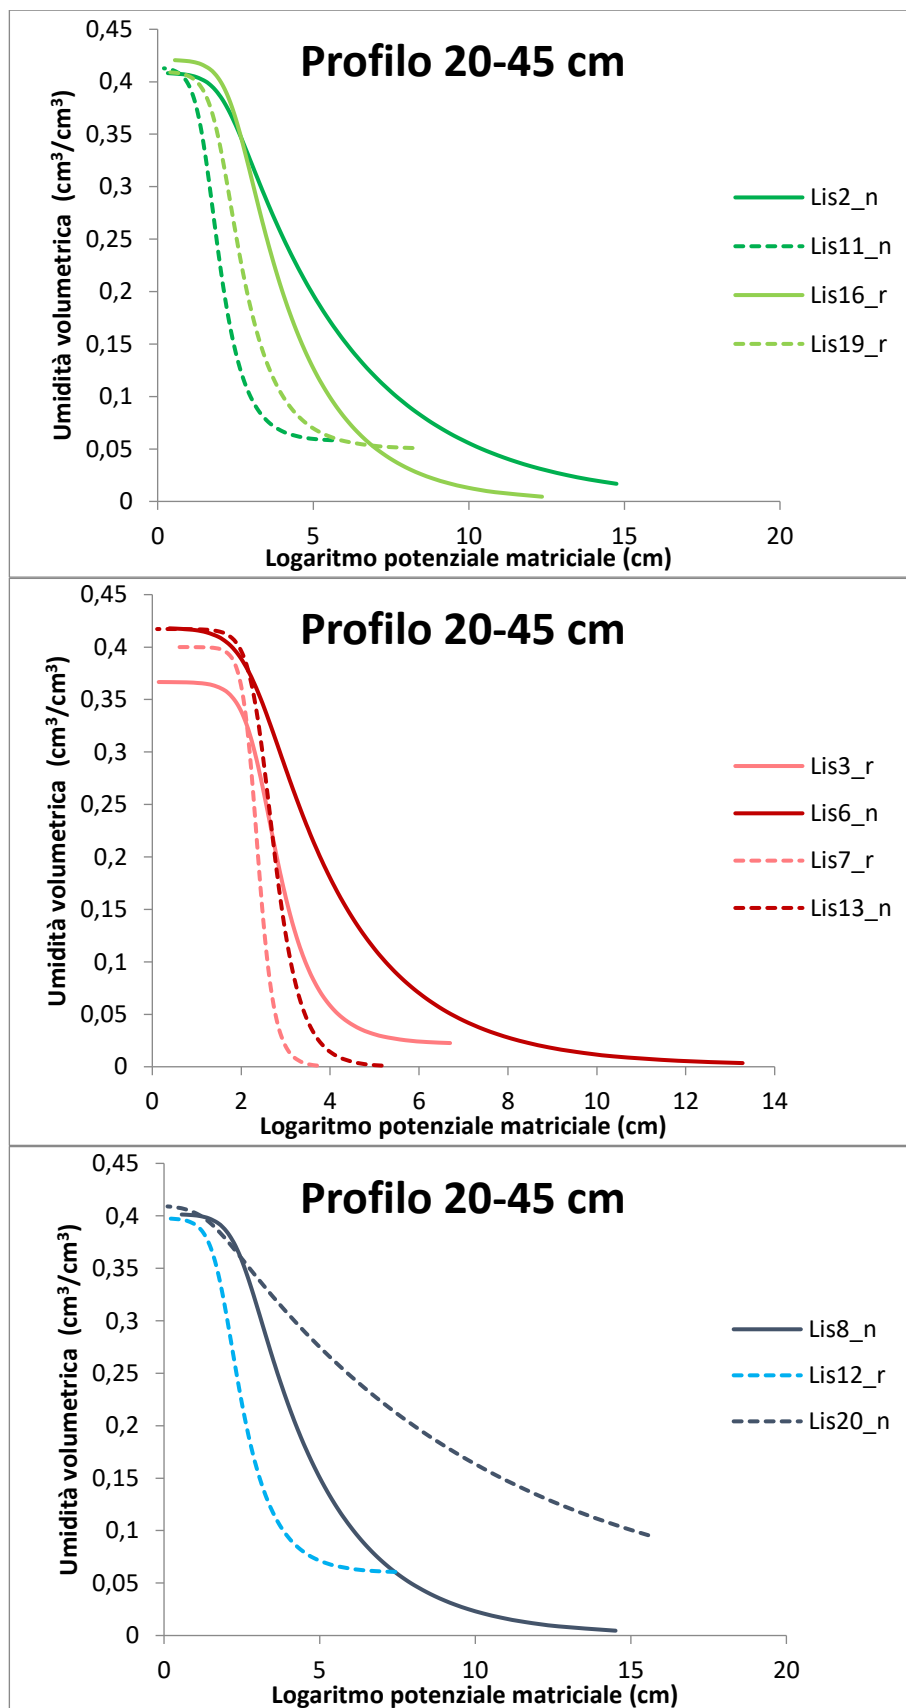 Profilo 20-45 cm
Umidità volumetrica (cm³/cm³)
0,45
0,4
0,35
0,3
0,25
0,2
0,15
0,1
0,05
0
0 5 10 15 20
Logaritmo potenziale matriciale (cm)
Lis2_n
Lis11_n
Lis16_r
Lis19_r
Profilo 20-45 cm
Umidità volumetrica (cm³/cm³)
0,45
0,4
0,35
0,3
0,25
0,2
0,15
0,1
0,05
0
0 2 4 6 8 10 12 14
Logaritmo potenziale matriciale (cm)
Lis3_r
Lis6_n
Lis7_r
Lis13_n
Profilo 20-45 cm
Umidità volumetrica (cm³/cm³)
0,45
0,4
0,35
0,3
0,25
0,2
0,15
0,1
0,05
0
0 5 10 15 20
Logaritmo potenziale matriciale (cm)
Lis8_n
Lis12_r
Lis20_n